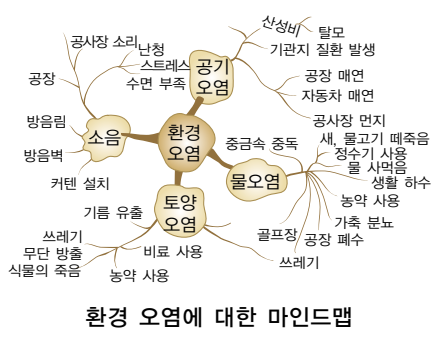 산성비
탈모
기관지 질환 발생
공장 매연
자동차 매연
공사장 먼지
공기
오염
공사장 소리
난청
스트레스
수면 부족
공장
방음림
방음벽
커텐 설치
소음
환경
오염
중금속 중독
새, 물고기 떼죽음
정수기 사용
물 사먹음
생활 하수
농약 사용
가축 분뇨
공장 폐수
골프장
쓰레기
물오염
토양
오염
기름 유출
쓰레기
무단 방출
식물의 죽음
비료 사용
농약 사용
환경 오염에 대한 마인드맵